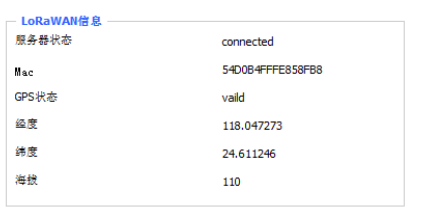 LoRaWAN信息
服务器状态 connected
Mac 54D0B4FFFE858FB8
GPS状态 vaild
经度 118.047273
纬度 24.611246
海拔 110